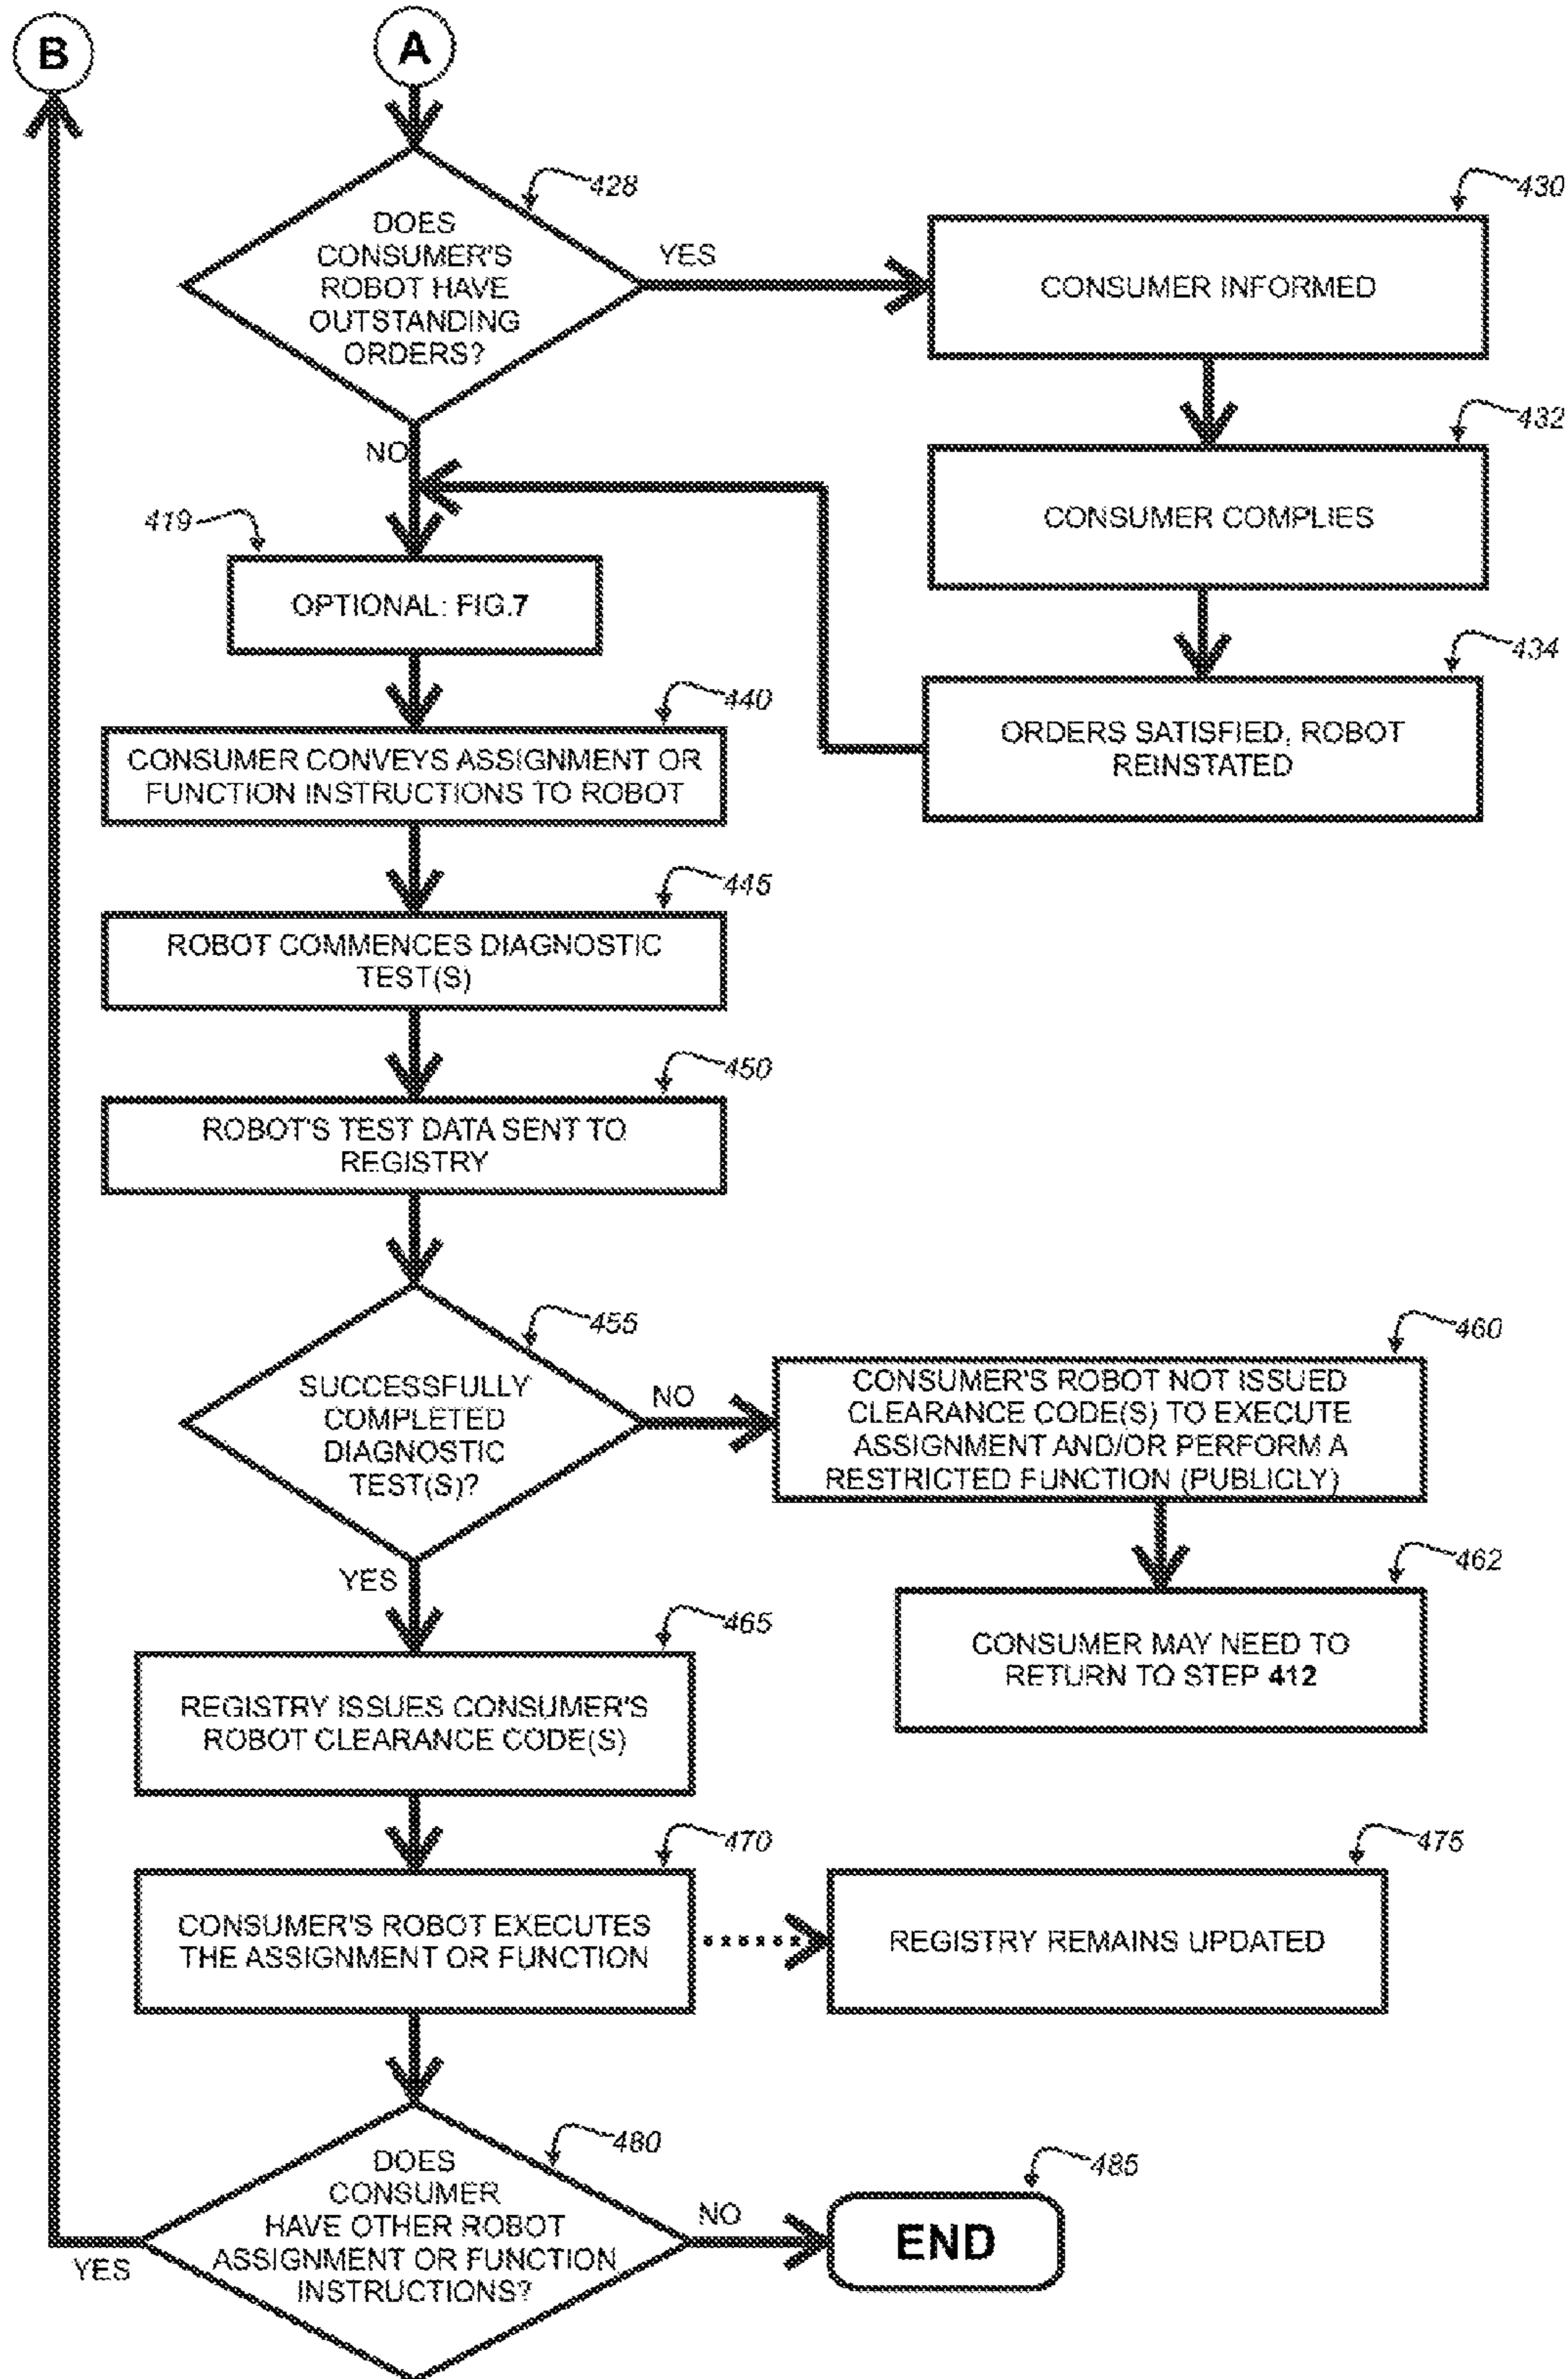 B
A
428
DOES
CONSUMER'S
ROBOT HAVE
OUTSTANDING
ORDERS?
YES
430
CONSUMER INFORMED
NO
432
CONSUMER COMPLIES
419
OPTIONAL: FIG.7
434
ORDERS SATISFIED, ROBOT
REINSTATED
440
CONSUMER CONVEYS ASSIGNMENT OR
FUNCTION INSTRUCTIONS TO ROBOT
445
ROBOT COMMENCES DIAGNOSTIC
TEST(S)
450
ROBOT'S TEST DATA SENT TO
REGISTRY
455
SUCCESSFULLY
COMPLETED
DIAGNOSTIC
TEST(S)?
NO
460
CONSUMER'S ROBOT NOT ISSUED
CLEARANCE CODE(S) TO EXECUTE
ASSIGNMENT AND/OR PERFORM A
RESTRICTED FUNCTION (PUBLICLY)
YES
462
CONSUMER MAY NEED TO
RETURN TO STEP 412
465
REGISTRY ISSUES CONSUMER'S
ROBOT CLEARANCE CODE(S)
470
CONSUMER'S ROBOT EXECUTES
THE ASSIGNMENT OR FUNCTION
475
REGISTRY REMAINS UPDATED
480
DOES
CONSUMER
HAVE OTHER ROBOT
ASSIGNMENT OR FUNCTION
INSTRUCTIONS?
YES
NO
485
END